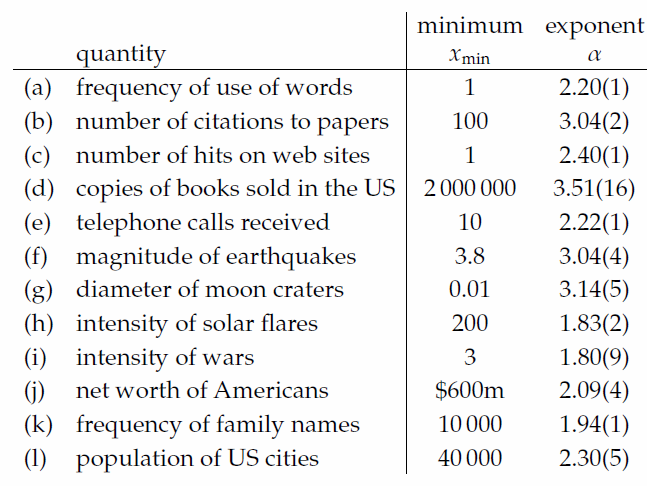 minimum exponent
quantity xmin α
(a) frequency of use of words 1 2.20(1)
(b) number of citations to papers 100 3.04(2)
(c) number of hits on web sites 1 2.40(1)
(d) copies of books sold in the US 2 000 000 3.51(16)
(e) telephone calls received 10 2.22(1)
(f) magnitude of earthquakes 3.8 3.04(4)
(g) diameter of moon craters 0.01 3.14(5)
(h) intensity of solar flares 200 1.83(2)
(i) intensity of wars 3 1.80(9)
(j) net worth of Americans $600m 2.09(4)
(k) frequency of family names 10 000 1.94(1)
(l) population of US cities 40 000 2.30(5)